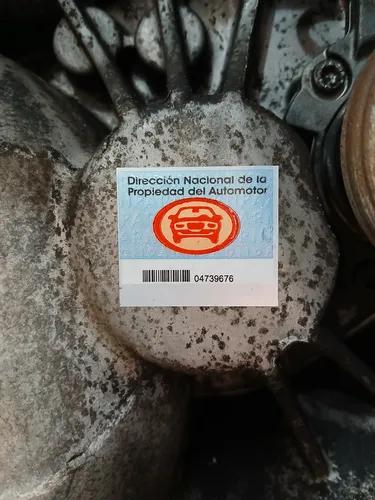 Dirección Nacional de la
Propiedad del Automotor
04739676